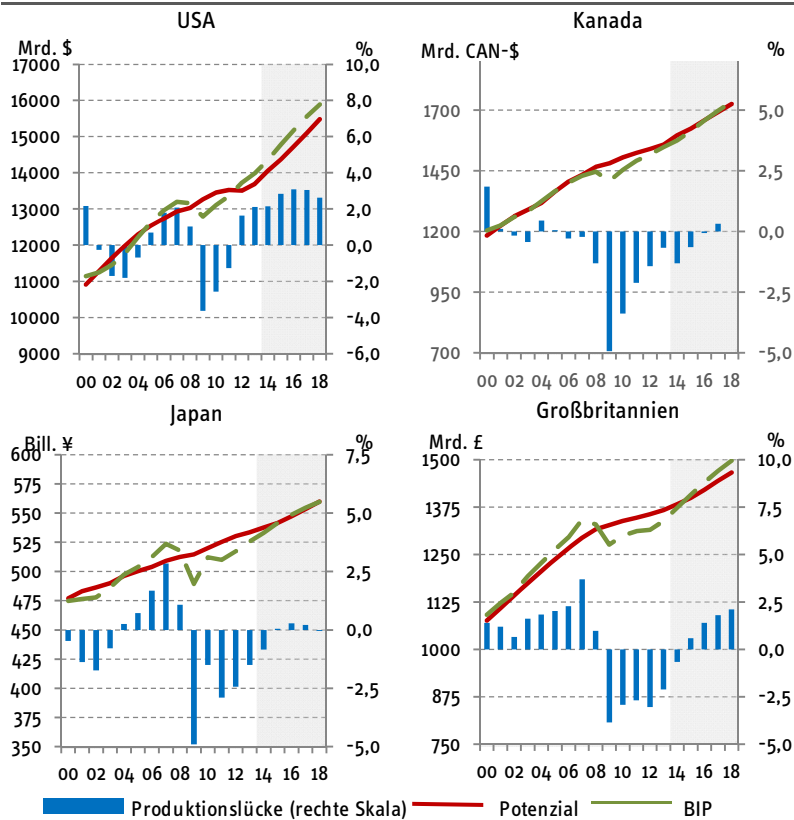 USA
Mrd. $ %
17000 10,0
16000 8,0
15000 6,0
14000 4,0
13000 2,0
12000 0,0
11000 -2,0
10000 -4,0
9000 -6,0
00 02 04 06 08 10 12 14 16 18
Kanada
Mrd. CAN-$ %
1700 5,0
1450 2,5
1200 0,0
950 -2,5
700 -5,0
00 02 04 06 08 10 12 14 16 18
Japan
Bill. ¥ %
600 7,5
575
550 5,0
525
500 2,5
475
450 0,0
425
400 -2,5
375
350 -5,0
00 02 04 06 08 10 12 14 16 18
Großbritannien
Mrd. £ %
1500 10,0
1375 7,5
1250 5,0
1125 2,5
1000 0,0
875 -2,5
750 -5,0
00 02 04 06 08 10 12 14 16 18
Produktionslücke (rechte Skala) Potenzial BIP